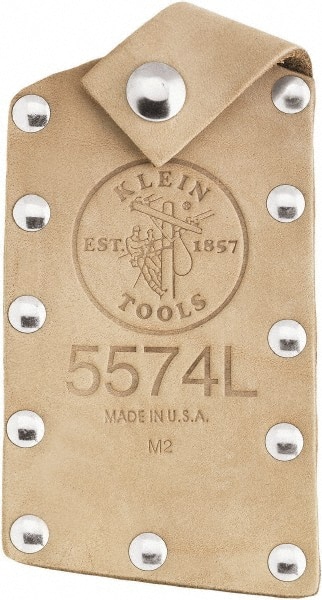 KLEIN
®
EST. 1857
TOOLS
5574L
MADE IN U.S.A.
M2